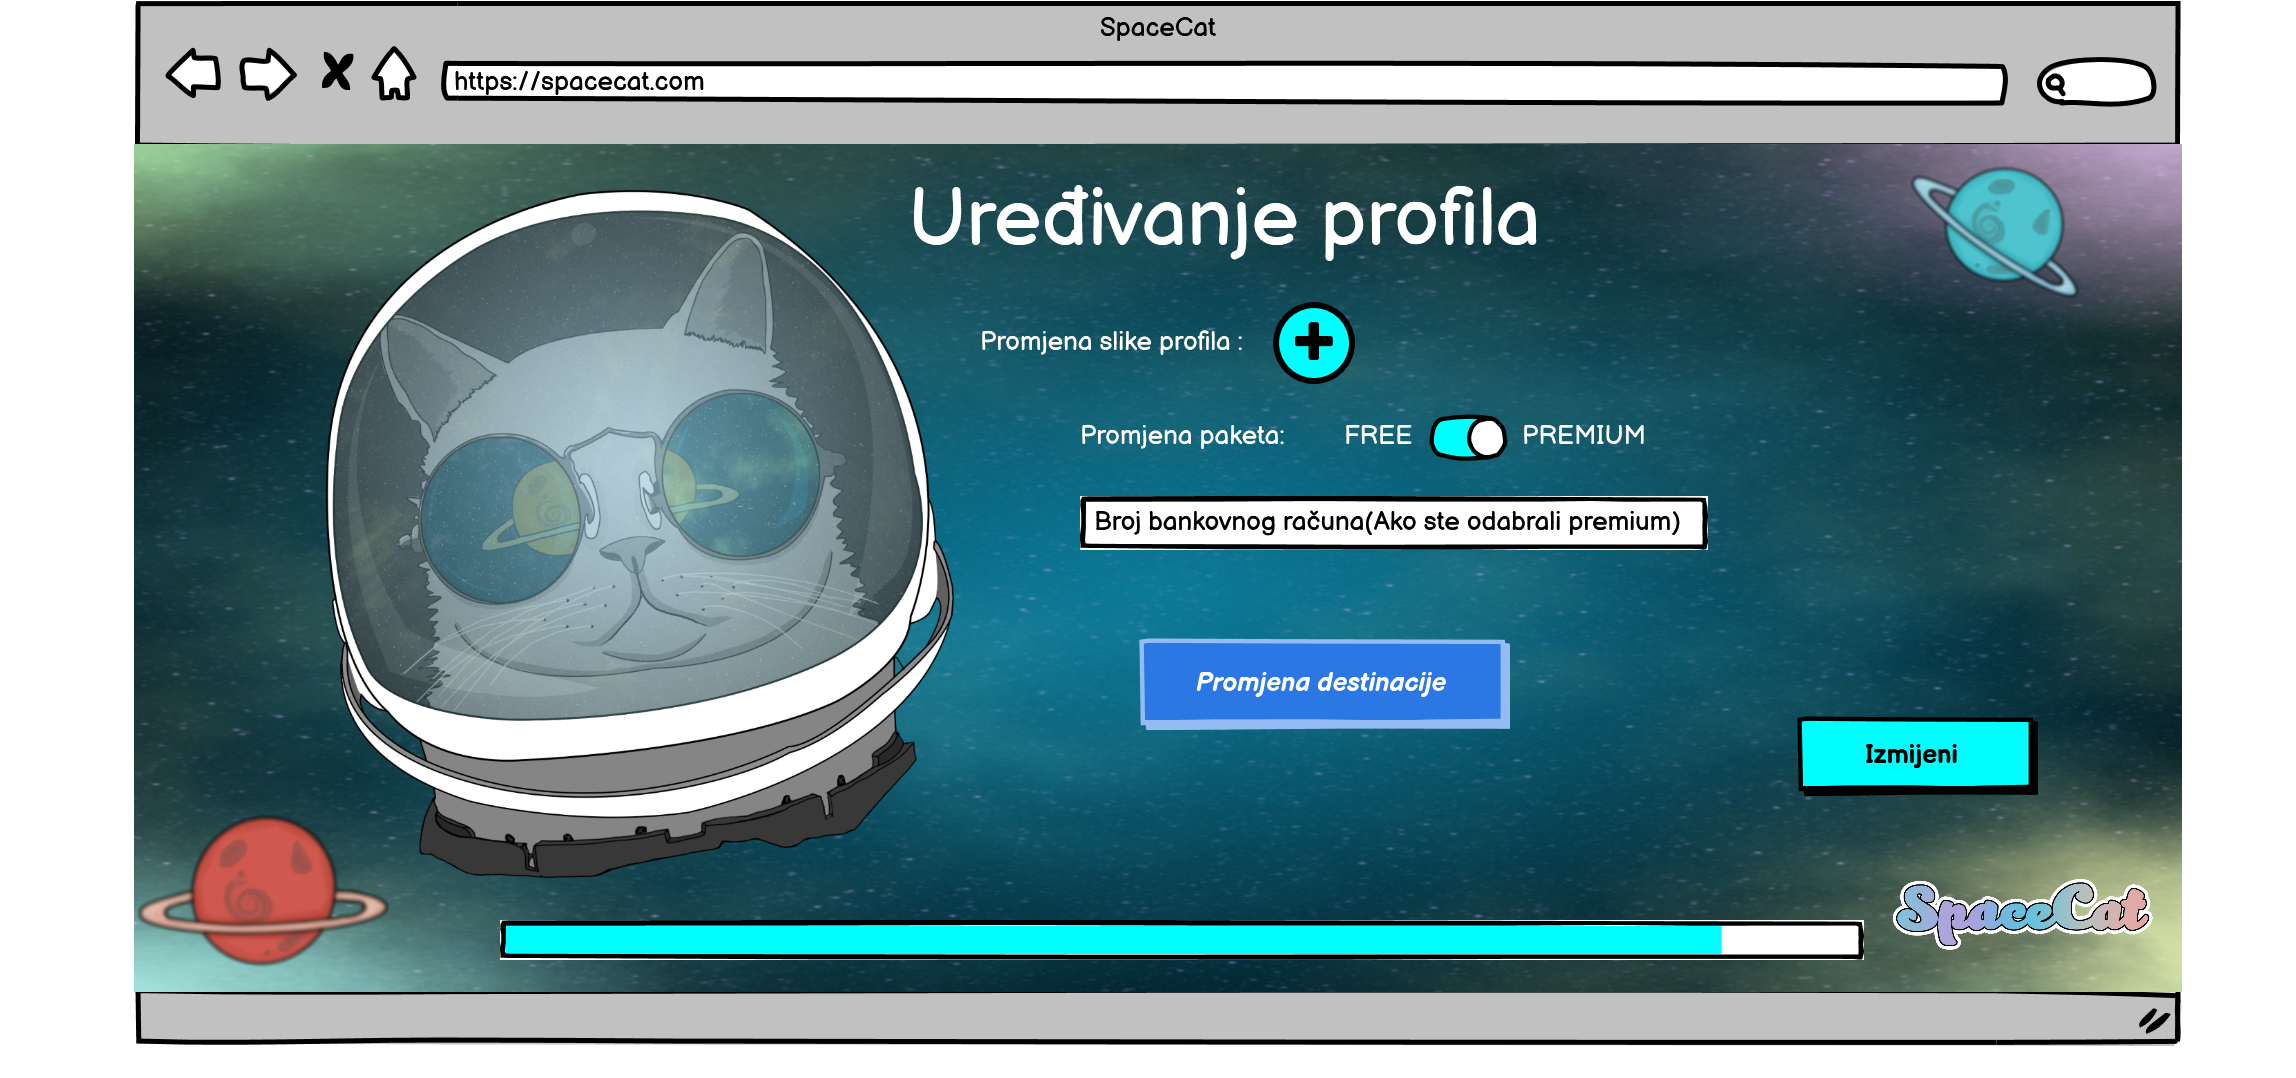 SpaceCat
https://spacecat.com
Uređivanje profila
Promjena slike profila :
Promjena paketa: FREE PREMIUM
Broj bankovnog računa(Ako ste odabrali premium)
Promjena destinacije
Izmijeni
SpaceCat